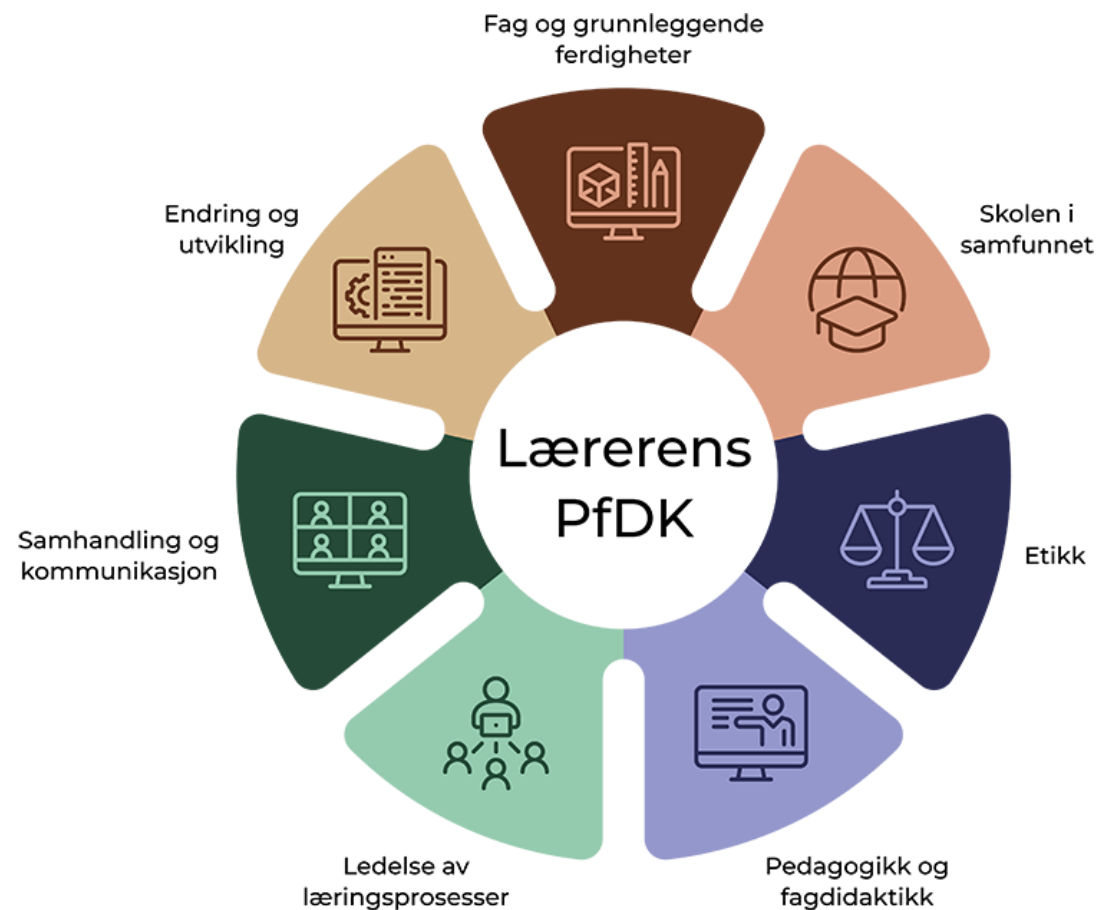 Fag og grunnleggende
ferdigheter
Endring og
utvikling
Skolen i
samfunnet
Lærerens
PfDK
Samhandling og
kommunikasjon
Etikk
Ledelse av
læringsprosesser
Pedagogikk og
fagdidaktikk